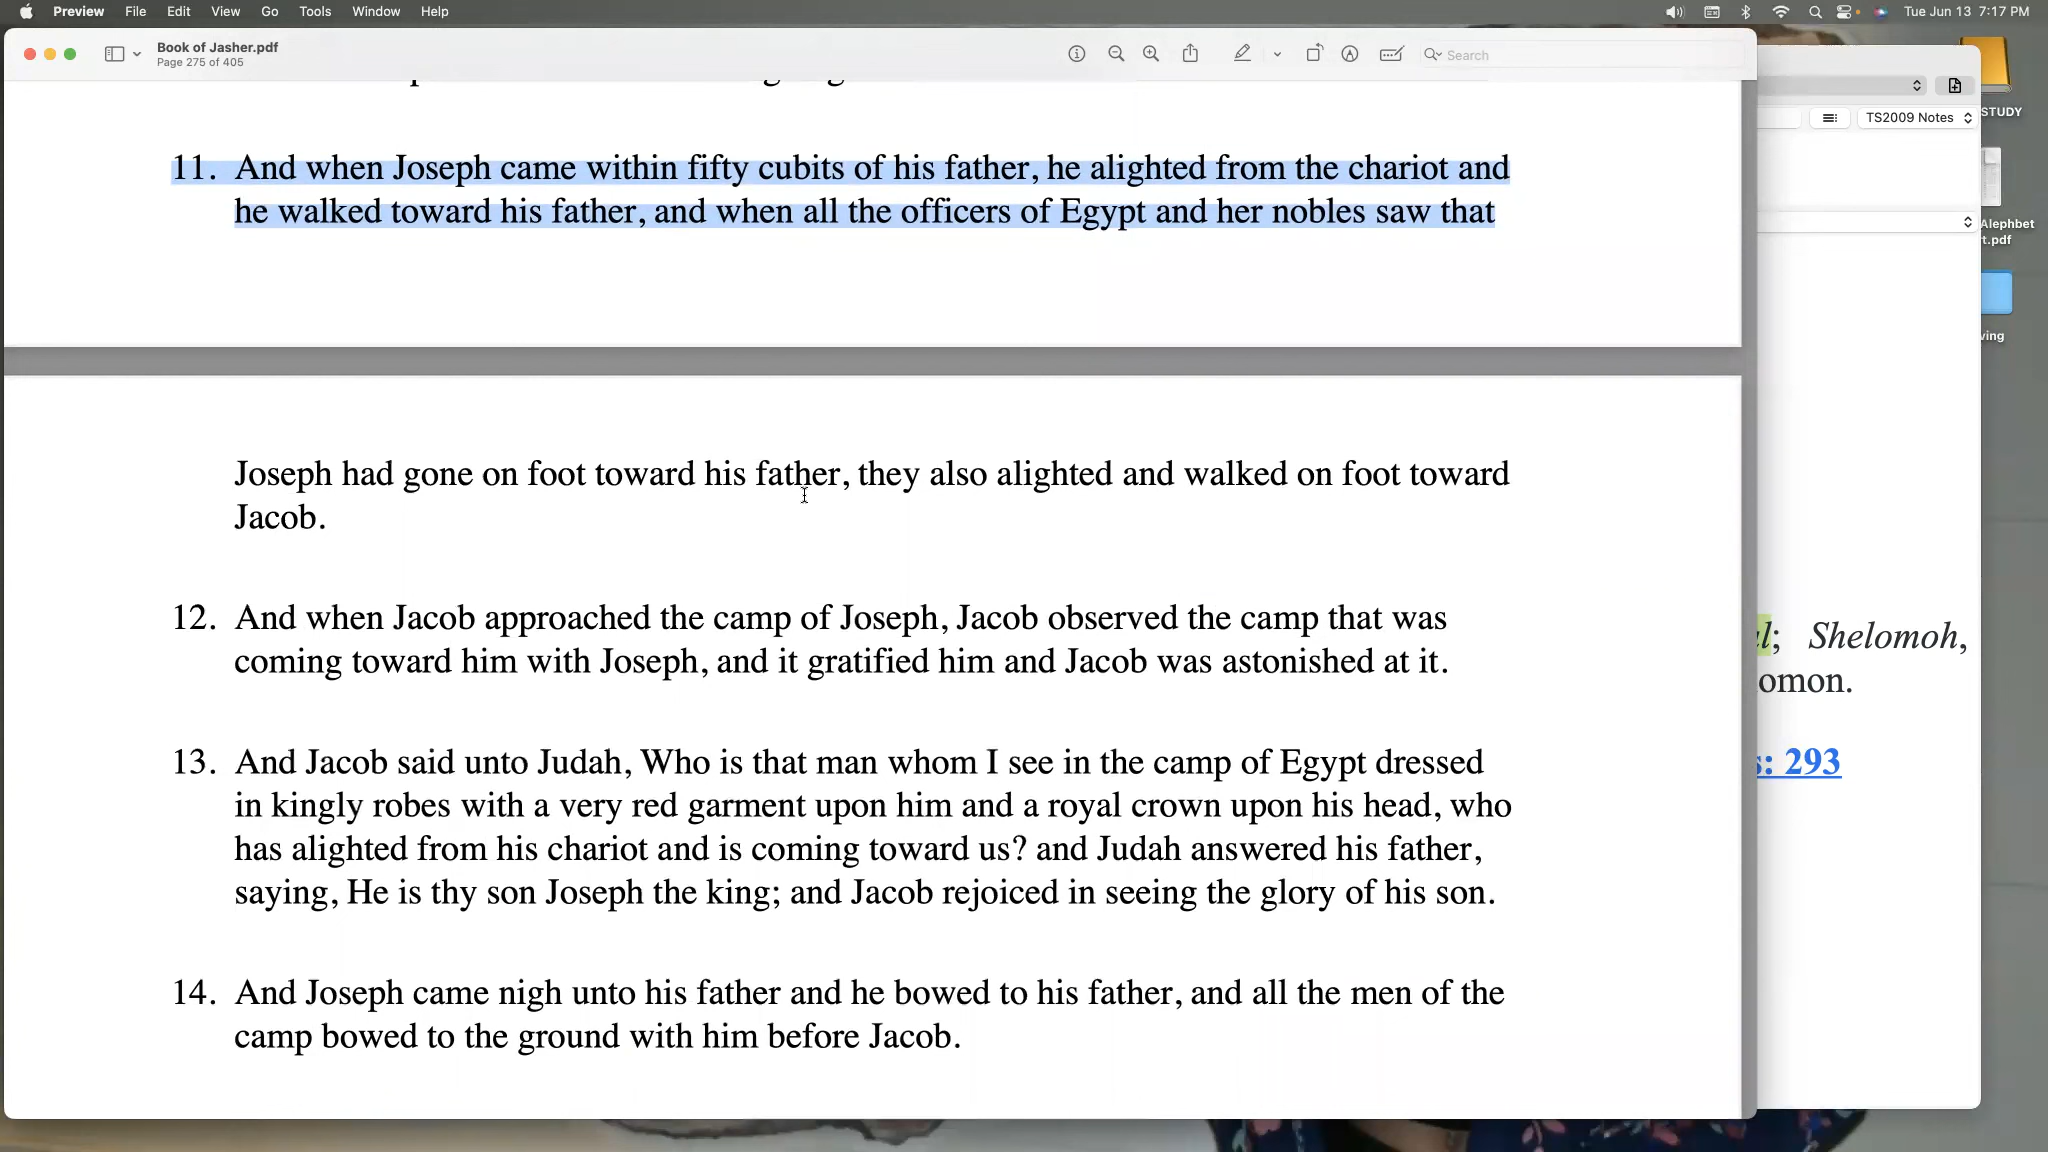 Preview File Edit View Go Tools Window Help
Tue Jun 13 7:17 PM
Book of Jasher.pdf
Page 275 of 405
Search
11. And when Joseph came within fifty cubits of his father, he alighted from the chariot and
he walked toward his father, and when all the officers of Egypt and her nobles saw that
Joseph had gone on foot toward his father, they also alighted and walked on foot toward
Jacob.
12. And when Jacob approached the camp of Joseph, Jacob observed the camp that was
coming toward him with Joseph, and it gratified him and Jacob was astonished at it.
13. And Jacob said unto Judah, Who is that man whom I see in the camp of Egypt dressed
in kingly robes with a very red garment upon him and a royal crown upon his head, who
has alighted from his chariot and is coming toward us? and Judah answered his father,
saying, He is thy son Joseph the king; and Jacob rejoiced in seeing the glory of his son.
14. And Joseph came nigh unto his father and he bowed to his father, and all the men of the
camp bowed to the ground with him before Jacob.
STUDY
TS2009 Notes
Alephbet
t.pdf
ving
l; Shelomoh,
omon.
s: 293